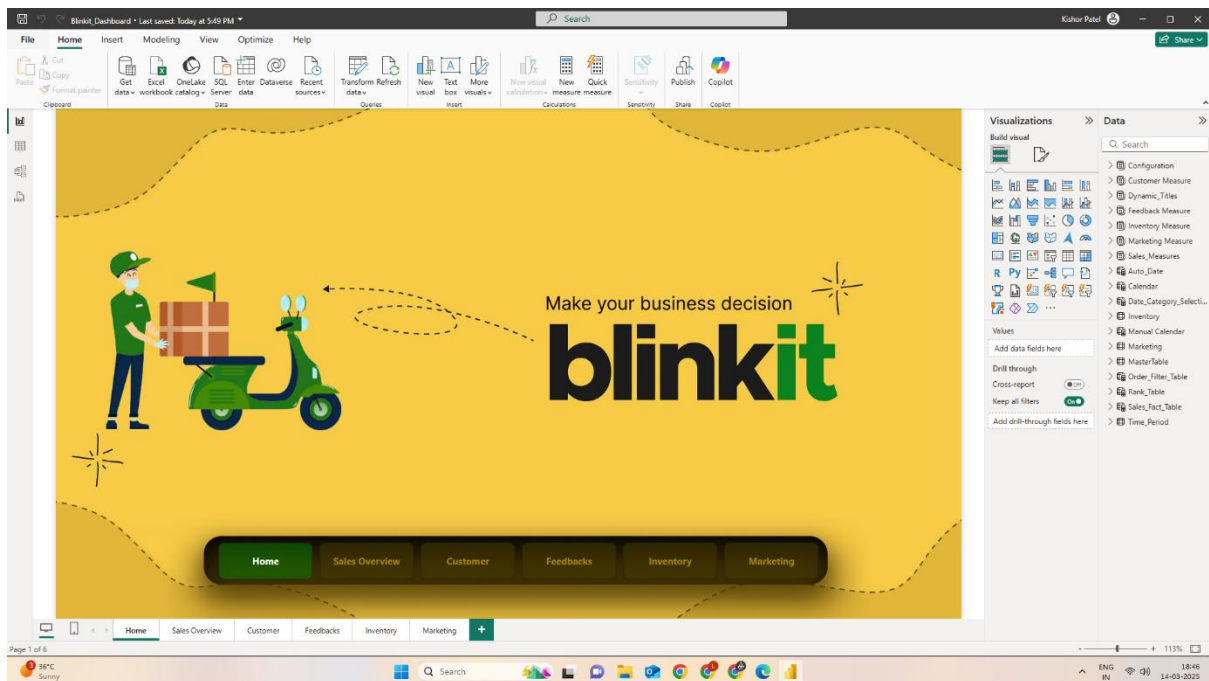 Blinkit_Dashboard • Last saved: Today at 5:49 PM
Search
Kishor Patel
File Home Insert Modeling View Optimize Help
Share
Paste
Cut
Copy
Format painter
Clipboard
Get data
Excel workbook
OneLake catalog
SQL Server
Enter data
Dataverse
Recent sources
Data
Transform data
Refresh
Queries
New visual
Text box
More visuals
Insert
New visual calculation
New measure
Quick measure
Calculations
Sensitivity
Sensitivity
Publish
Share
Copilot
Copilot
Make your business decision
blinkit
Home Sales Overview Customer Feedbacks Inventory Marketing
Visualizations
Build visual
R Py
Values
Add data fields here
Drill through
Cross-report Off
Keep all filters On
Add drill-through fields here
Data
Search
Configuration
Customer Measure
Dynamic_Titles
Feedback Measure
Inventory Measure
Marketing Measure
Sales_Measures
Auto_Date
Calendar
Date_Category_Selecti...
Inventory
Manual Calendar
Marketing
MasterTable
Order_Filter_Table
Rank_Table
Sales_Fact_Table
Time_Period
Home Sales Overview Customer Feedbacks Inventory Marketing
Page 1 of 6
113%
3
36°C
Sunny
Search
ENG
IN
18:46
14-03-2025